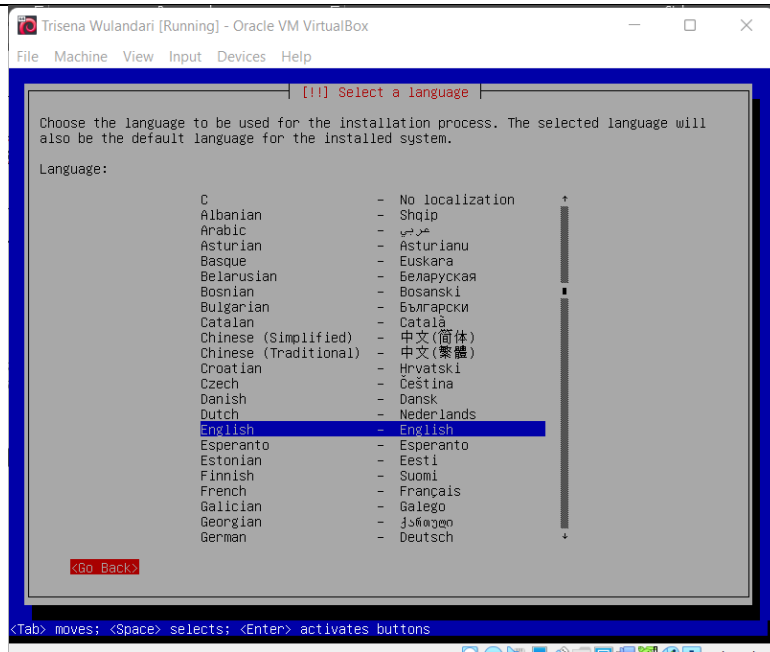 Trisena Wulandari [Running] - Oracle VM VirtualBox
File Machine View Input Devices Help
[!!] Select a language
Choose the language to be used for the installation process. The selected language will
also be the default language for the installed system.
Language:
C - No localization
Albanian - Shqip
Arabic - عربي
Asturian - Asturianu
Basque - Euskara
Belarusian - Беларуская
Bosnian - Bosanski
Bulgarian - Български
Catalan - Català
Chinese (Simplified) - 中文(简体)
Chinese (Traditional) - 中文(繁體)
Croatian - Hrvatski
Czech - Čeština
Danish - Dansk
Dutch - Nederlands
English - English
Esperanto - Esperanto
Estonian - Eesti
Finnish - Suomi
French - Français
Galician - Galego
Georgian - ქართული
German - Deutsch
<Go Back>
<Tab> moves; <Space> selects; <Enter> activates buttons